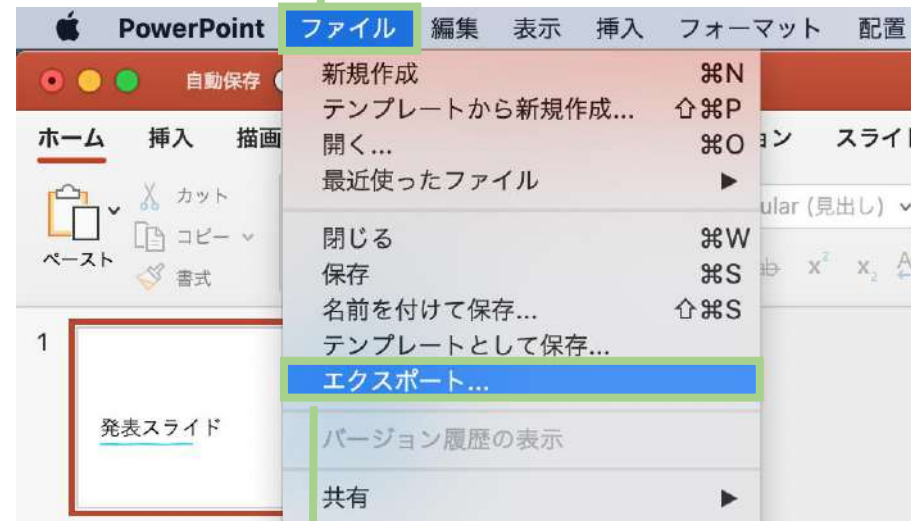 PowerPoint ファイル 編集 表示 挿入 フォーマット 配置
自動保存
新規作成 ⌘N
テンプレートから新規作成... ⇧⌘P
ホーム 挿入 描画
開く... ⌘O
ョン スライド
最近使ったファイル ▶
カット
ular (見出し)
コピー
閉じる ⌘W
ペースト
書式
保存 ⌘S
ab x² x₂ A
名前を付けて保存... ⇧⌘S
1
テンプレートとして保存...
エクスポート...
発表スライド
バージョン履歴の表示
共有 ▶